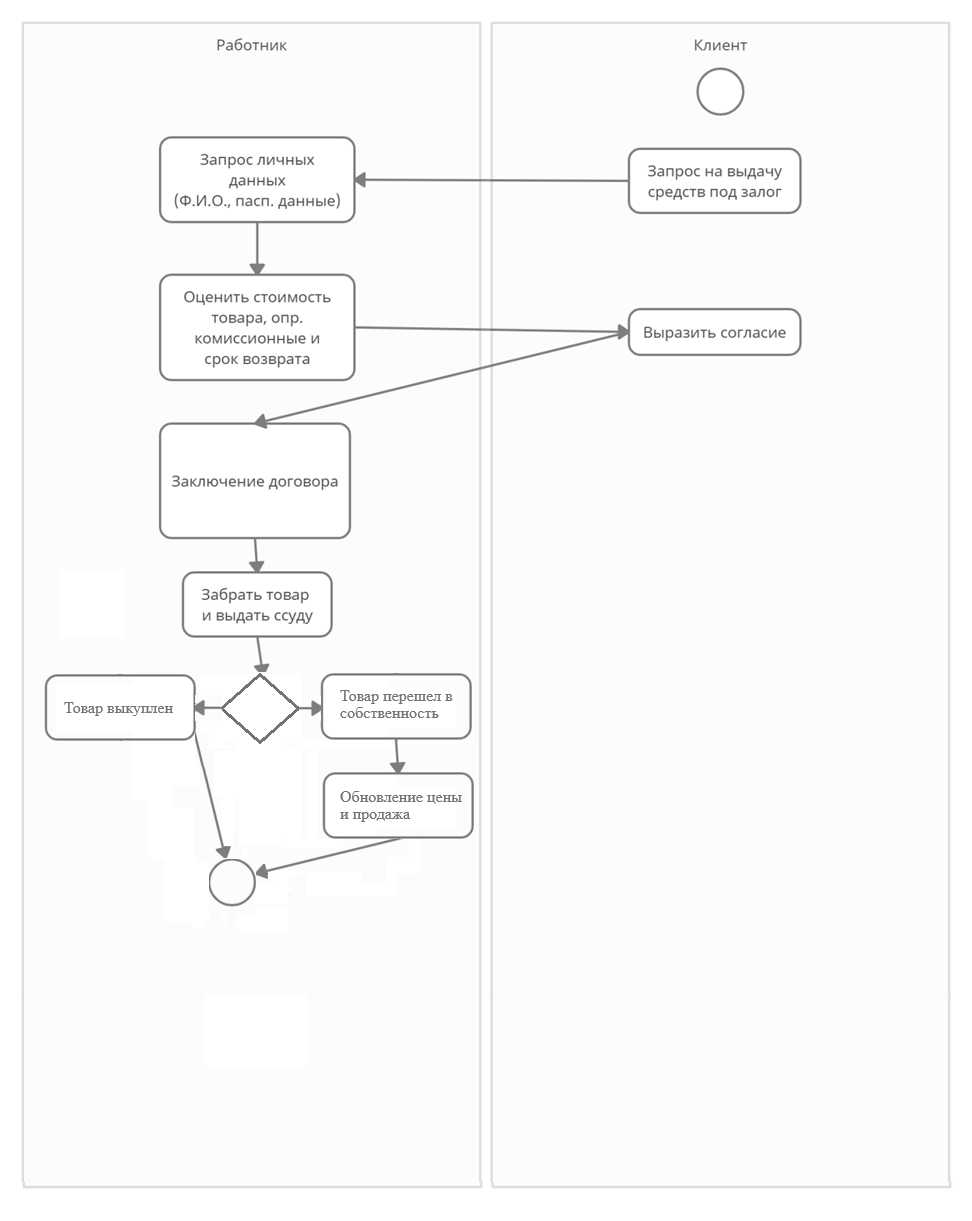 Работник
Клиент
Запрос личных
данных
(Ф.И.О., пасп. данные)
Запрос на выдачу
средств под залог
Оценить стоимость
товара, опр.
комиссионные и
срок возврата
Выразить согласие
Заключение договора
Забрать товар
и выдать ссуду
Товар выкуплен
Товар перешел в
собственность
Обновление цены
и продажа